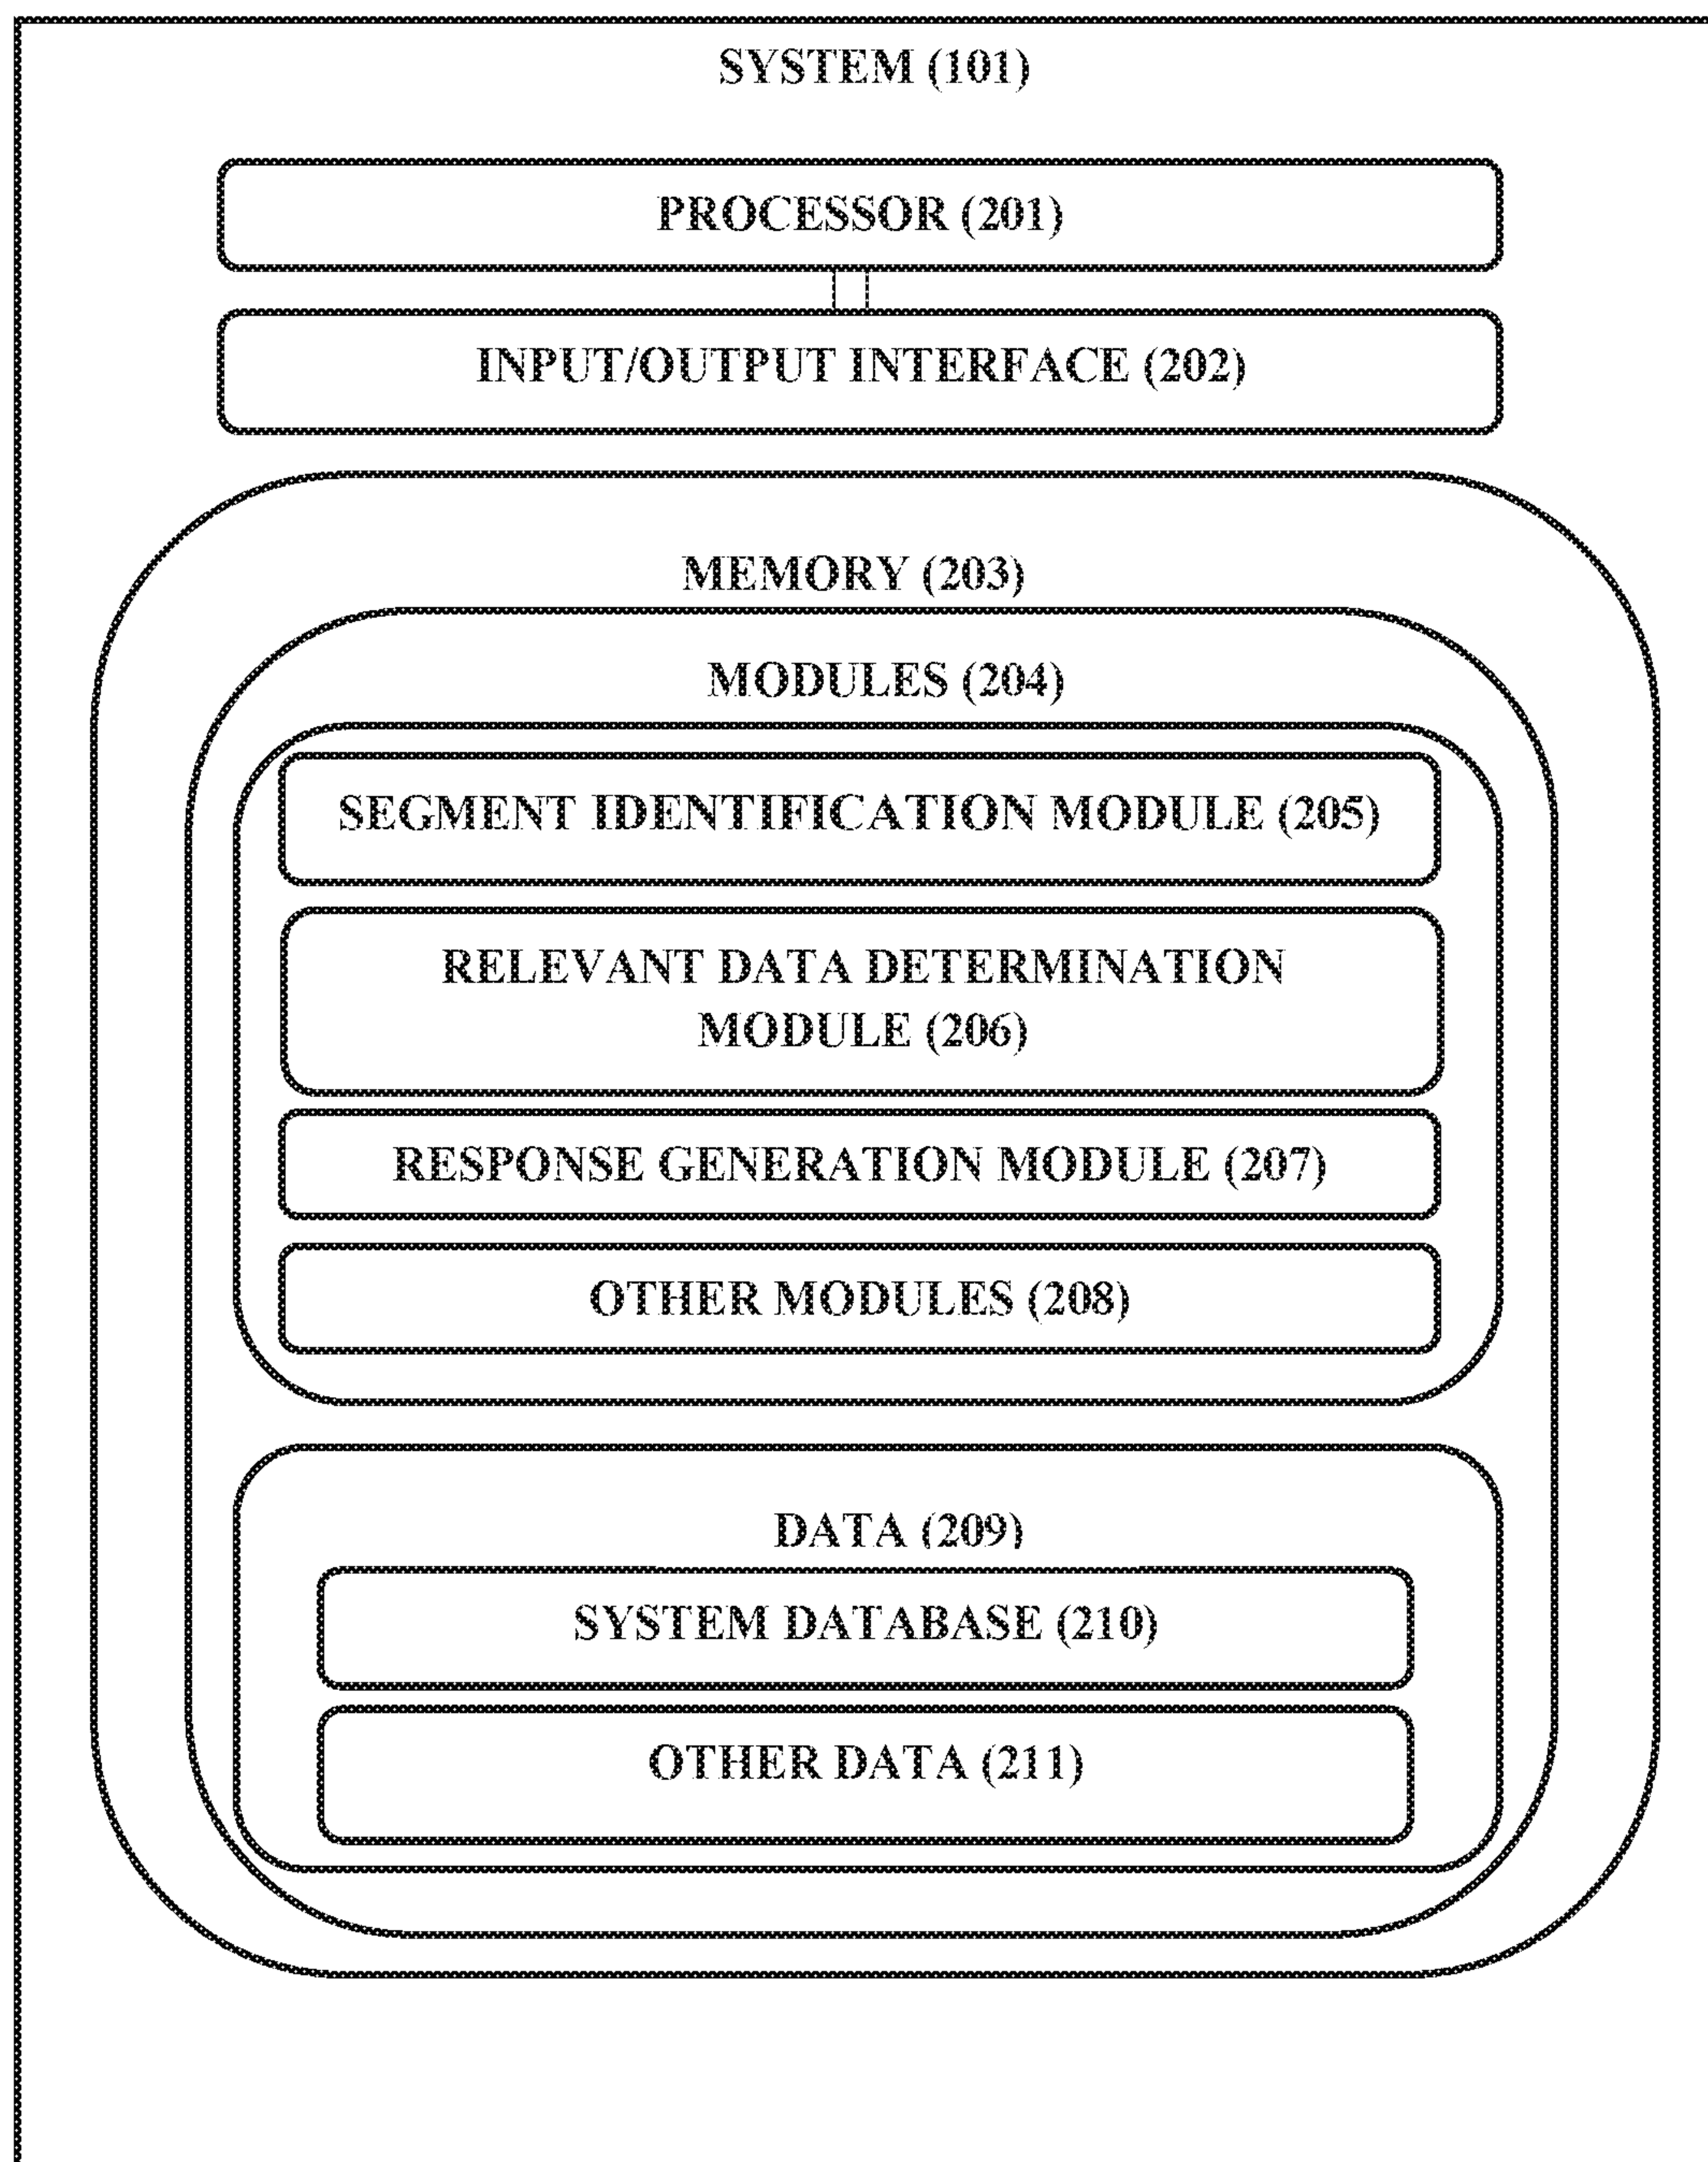 SYSTEM (101)
PROCESSOR (201)
INPUT/OUTPUT INTERFACE (202)
MEMORY (203)
MODULES (204)
SEGMENT IDENTIFICATION MODULE (205)
RELEVANT DATA DETERMINATION
MODULE (206)
RESPONSE GENERATION MODULE (207)
OTHER MODULES (208)
DATA (209)
SYSTEM DATABASE (210)
OTHER DATA (211)